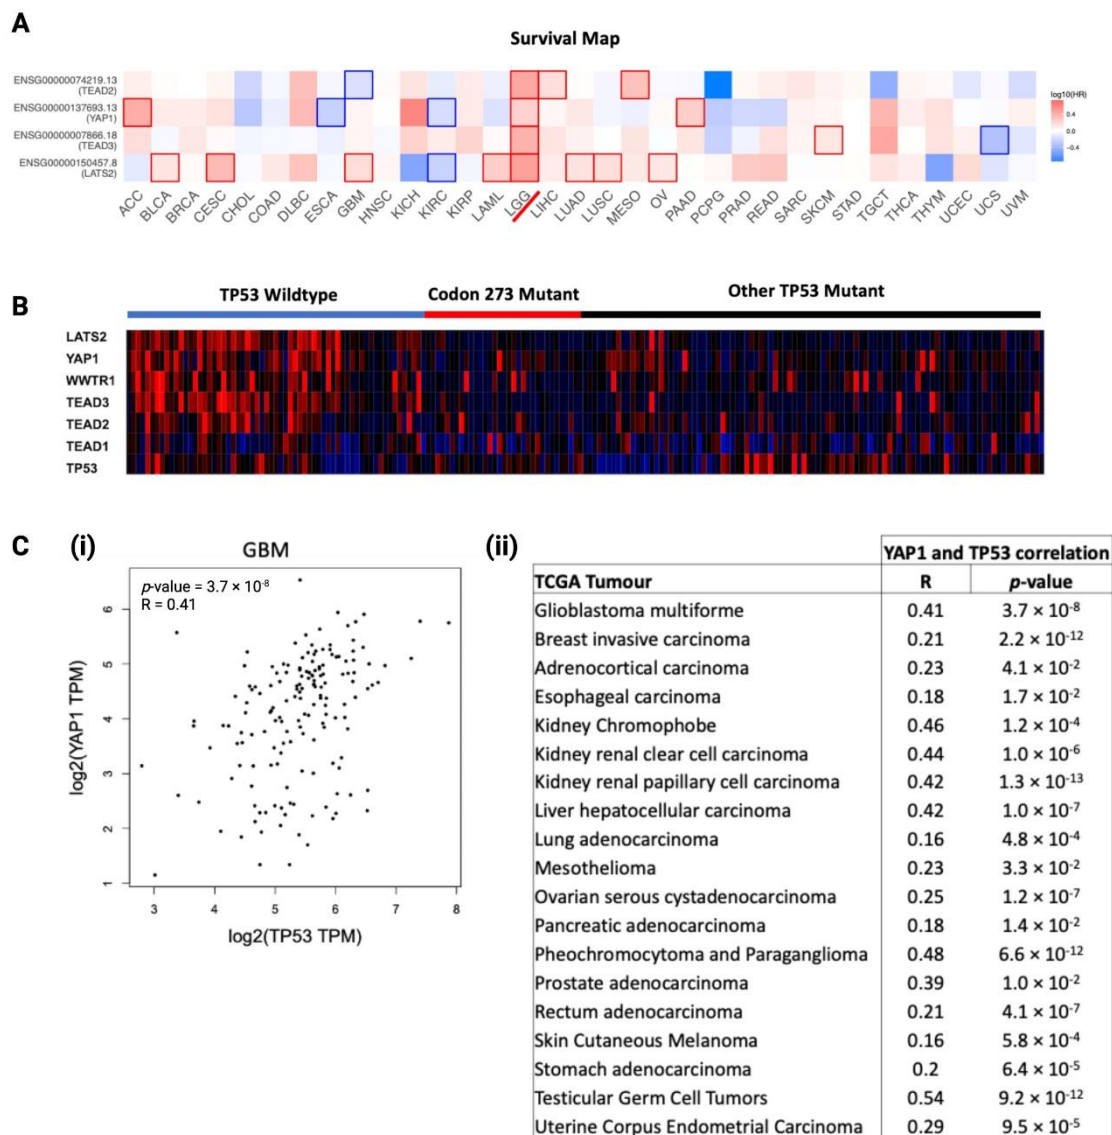 A
Survival Map
ENSG00000074219.13
(TEAD2)
ENSG00000137693.13
(YAP1)
ENSG00000007866.18
(TEAD3)
ENSG00000150457.8
(LATS2)
log10(HR)
0.4
0.0
-0.4
ACC BLCA BRCA CESC CHOL COAD DLBC ESCA GBM HNSC KICH KIRC KIRP LAML LGG LIHC LUAD LUSC MESO OV PAAD PCPG PRAD READ SARC SKCM STAD TGCT THCA THYM UCEC UCS UVM
B
TP53 Wildtype Codon 273 Mutant Other TP53 Mutant
LATS2
YAP1
WWTR1
TEAD3
TEAD2
TEAD1
TP53
C (i) (ii)
GBM
p-value = 3.7 × 10⁻⁸
R = 0.41
log2(YAP1 TPM)
6
5
4
3
2
1
3 4 5 6 7 8
log2(TP53 TPM)
YAP1 and TP53 correlation
TCGA Tumour R p-value
Glioblastoma multiforme 0.41 3.7 × 10⁻⁸
Breast invasive carcinoma 0.21 2.2 × 10⁻¹²
Adrenocortical carcinoma 0.23 4.1 × 10⁻²
Esophageal carcinoma 0.18 1.7 × 10⁻²
Kidney Chromophobe 0.46 1.2 × 10⁻⁴
Kidney renal clear cell carcinoma 0.44 1.0 × 10⁻⁶
Kidney renal papillary cell carcinoma 0.42 1.3 × 10⁻¹³
Liver hepatocellular carcinoma 0.42 1.0 × 10⁻⁷
Lung adenocarcinoma 0.16 4.8 × 10⁻⁴
Mesothelioma 0.23 3.3 × 10⁻²
Ovarian serous cystadenocarcinoma 0.25 1.2 × 10⁻⁷
Pancreatic adenocarcinoma 0.18 1.4 × 10⁻²
Pheochromocytoma and Paraganglioma 0.48 6.6 × 10⁻¹²
Prostate adenocarcinoma 0.39 1.0 × 10⁻²
Rectum adenocarcinoma 0.21 4.1 × 10⁻⁷
Skin Cutaneous Melanoma 0.16 5.8 × 10⁻⁴
Stomach adenocarcinoma 0.2 6.4 × 10⁻⁵
Testicular Germ Cell Tumors 0.54 9.2 × 10⁻¹²
Uterine Corpus Endometrial Carcinoma 0.29 9.5 × 10⁻⁵